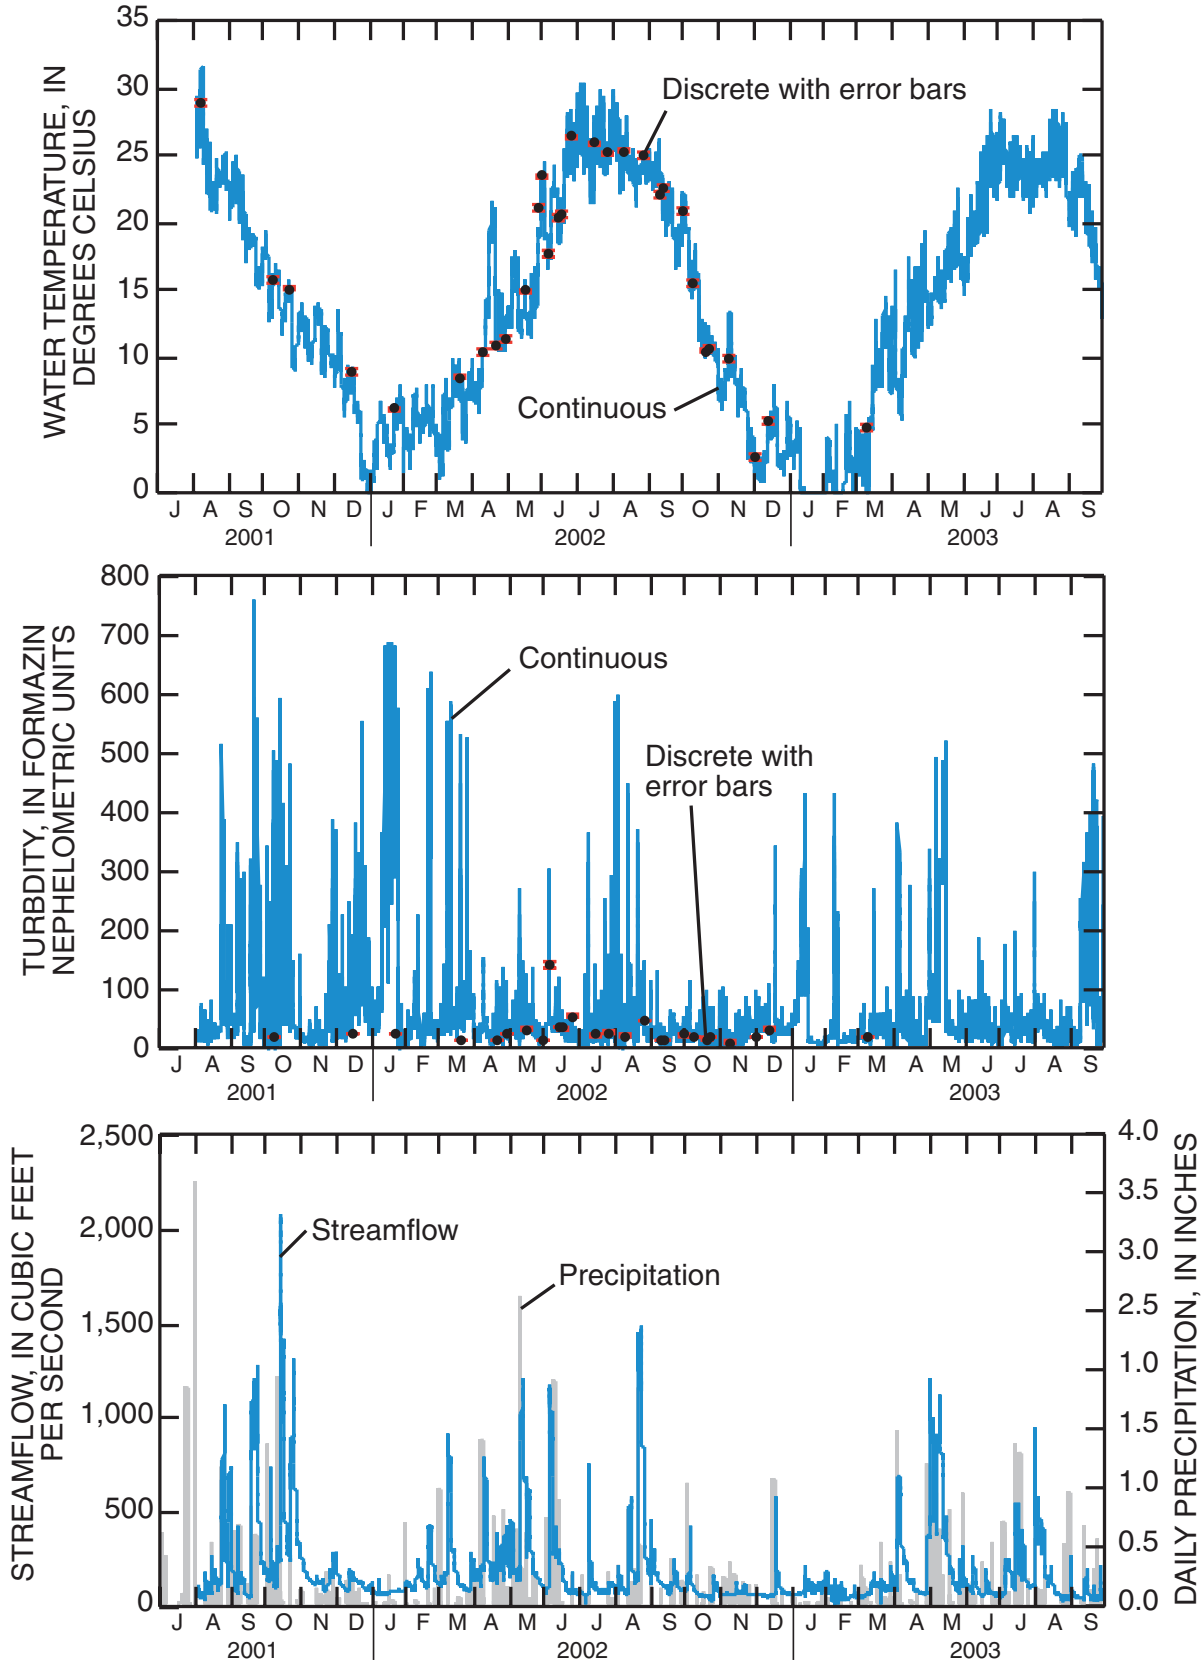 WATER TEMPERATURE, IN
DEGREES CELSIUS
35
30
25
20
15
10
5
0
Discrete with error bars
Continuous
J A S O N D J F M A M J J A S O N D J F M A M J J A S
2001 2002 2003
TURBDITY, IN FORMAZIN
NEPHELOMETRIC UNITS
800
700
600
500
400
300
200
100
0
Continuous
Discrete with
error bars
J A S O N D J F M A M J J A S O N D J F M A M J J A S
2001 2002 2003
STREAMFLOW, IN CUBIC FEET
PER SECOND
2,500
2,000
1,500
1,000
500
0
Streamflow
Precipitation
4.0
3.5
3.0
2.5
1.0
1.5
1.0
0.5
0.0
DAILY PRECIPITATION, IN INCHES
J A S O N D J F M A M J J A S O N D J F M A M J J A S
2001 2002 2003